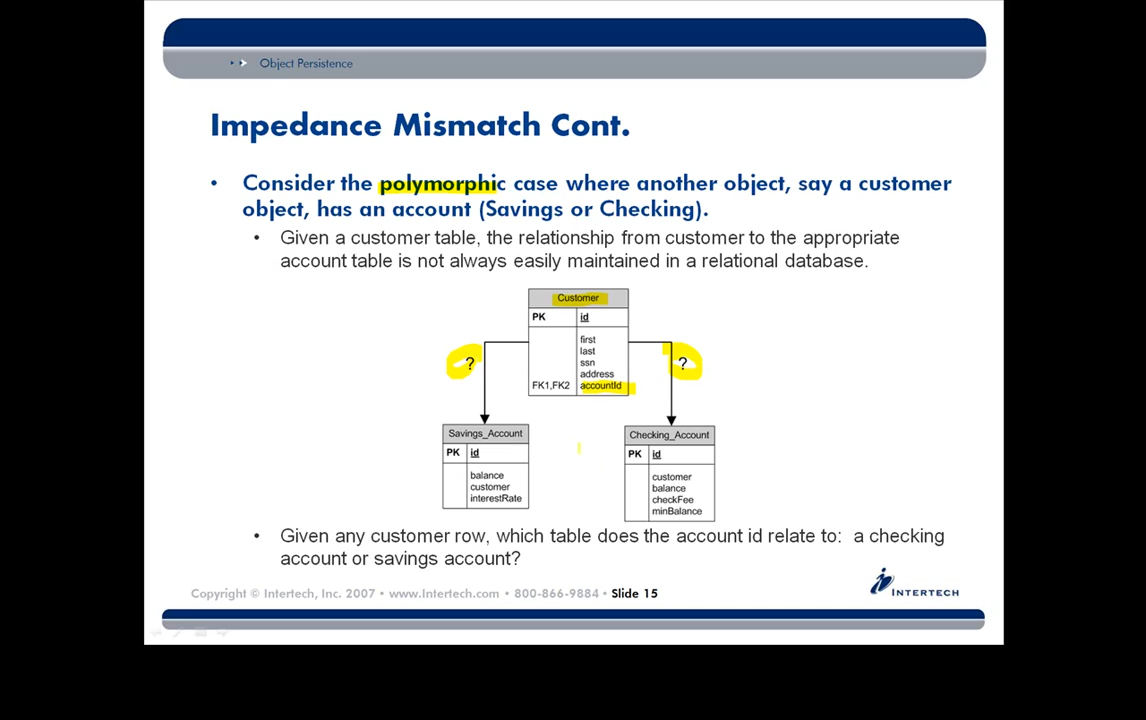 Object Persistence
Impedance Mismatch Cont.
• Consider the polymorphic case where another object, say a customer
object, has an account (Savings or Checking).
• Given a customer table, the relationship from customer to the appropriate
account table is not always easily maintained in a relational database.
Customer
PK id
first
last
ssn
address
FK1,FK2 accountId
?
?
Savings_Account
PK id
balance
customer
interestRate
Checking_Account
PK id
customer
balance
checkFee
minBalance
• Given any customer row, which table does the account id relate to: a checking
account or savings account?
Copyright © Intertech, Inc. 2007 • www.Intertech.com • 800-866-9884 • Slide 15
INTERTECH